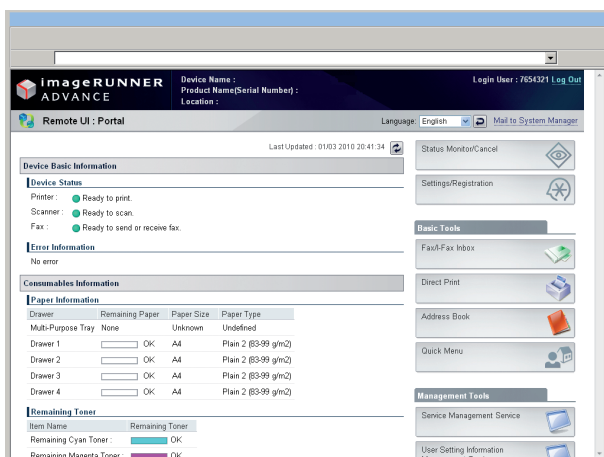 imageRUNNER
ADVANCE
Device Name :
Product Name(Serial Number) :
Location :
Login User : 7654321 Log Out
Remote UI : Portal
Language: English
Mail to System Manager
Last Updated : 01/03 2010 20:41:34
Device Basic Information
Device Status
Printer : Ready to print.
Scanner : Ready to scan.
Fax : Ready to send or receive fax.
Error Information
No error
Consumables Information
Paper Information
Drawer Remaining Paper Paper Size Paper Type
Multi-Purpose Tray None Unknown Undefined
Drawer 1 OK A4 Plain 2 (83-99 g/m2)
Drawer 2 OK A4 Plain 2 (83-99 g/m2)
Drawer 3 OK A4 Plain 2 (83-99 g/m2)
Drawer 4 OK A4 Plain 2 (83-99 g/m2)
Remaining Toner
Item Name Remaining Toner
Remaining Cyan Toner : OK
Remaining Magenta Toner : OK
Status Monitor/Cancel
Settings/Registration
Basic Tools
Fax/I-Fax Inbox
Direct Print
Address Book
Quick Menu
Management Tools
Service Management Service
User Setting Information